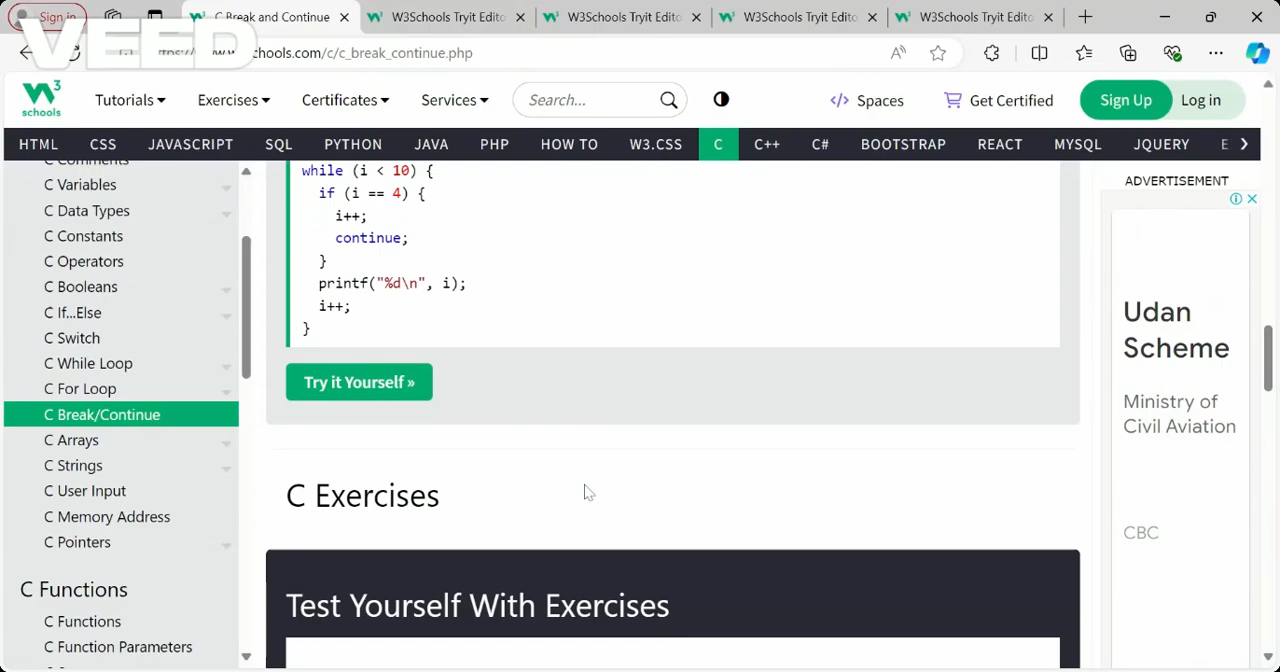 Sign in
C Break and Continue
W3Schools Tryit Edito
W3Schools Tryit Edito
W3Schools Tryit Edito
W3Schools Tryit Edito
VEED
schools.com/c/c_break_continue.php
W3
schools
Tutorials
Exercises
Certificates
Services
Search...
</> Spaces
Get Certified
Sign Up
Log in
HTML
CSS
JAVASCRIPT
SQL
PYTHON
JAVA
PHP
HOW TO
W3.CSS
C
C++
C#
BOOTSTRAP
REACT
MYSQL
JQUERY
E
C Comments
C Variables
C Data Types
C Constants
C Operators
C Booleans
C If...Else
C Switch
C While Loop
C For Loop
C Break/Continue
C Arrays
C Strings
C User Input
C Memory Address
C Pointers
C Functions
C Functions
C Function Parameters
while (i < 10) {
if (i == 4) {
i++;
continue;
}
printf("%d\n", i);
i++;
}
Try it Yourself »
C Exercises
Test Yourself With Exercises
ADVERTISEMENT
Udan
Scheme
Ministry of
Civil Aviation
CBC